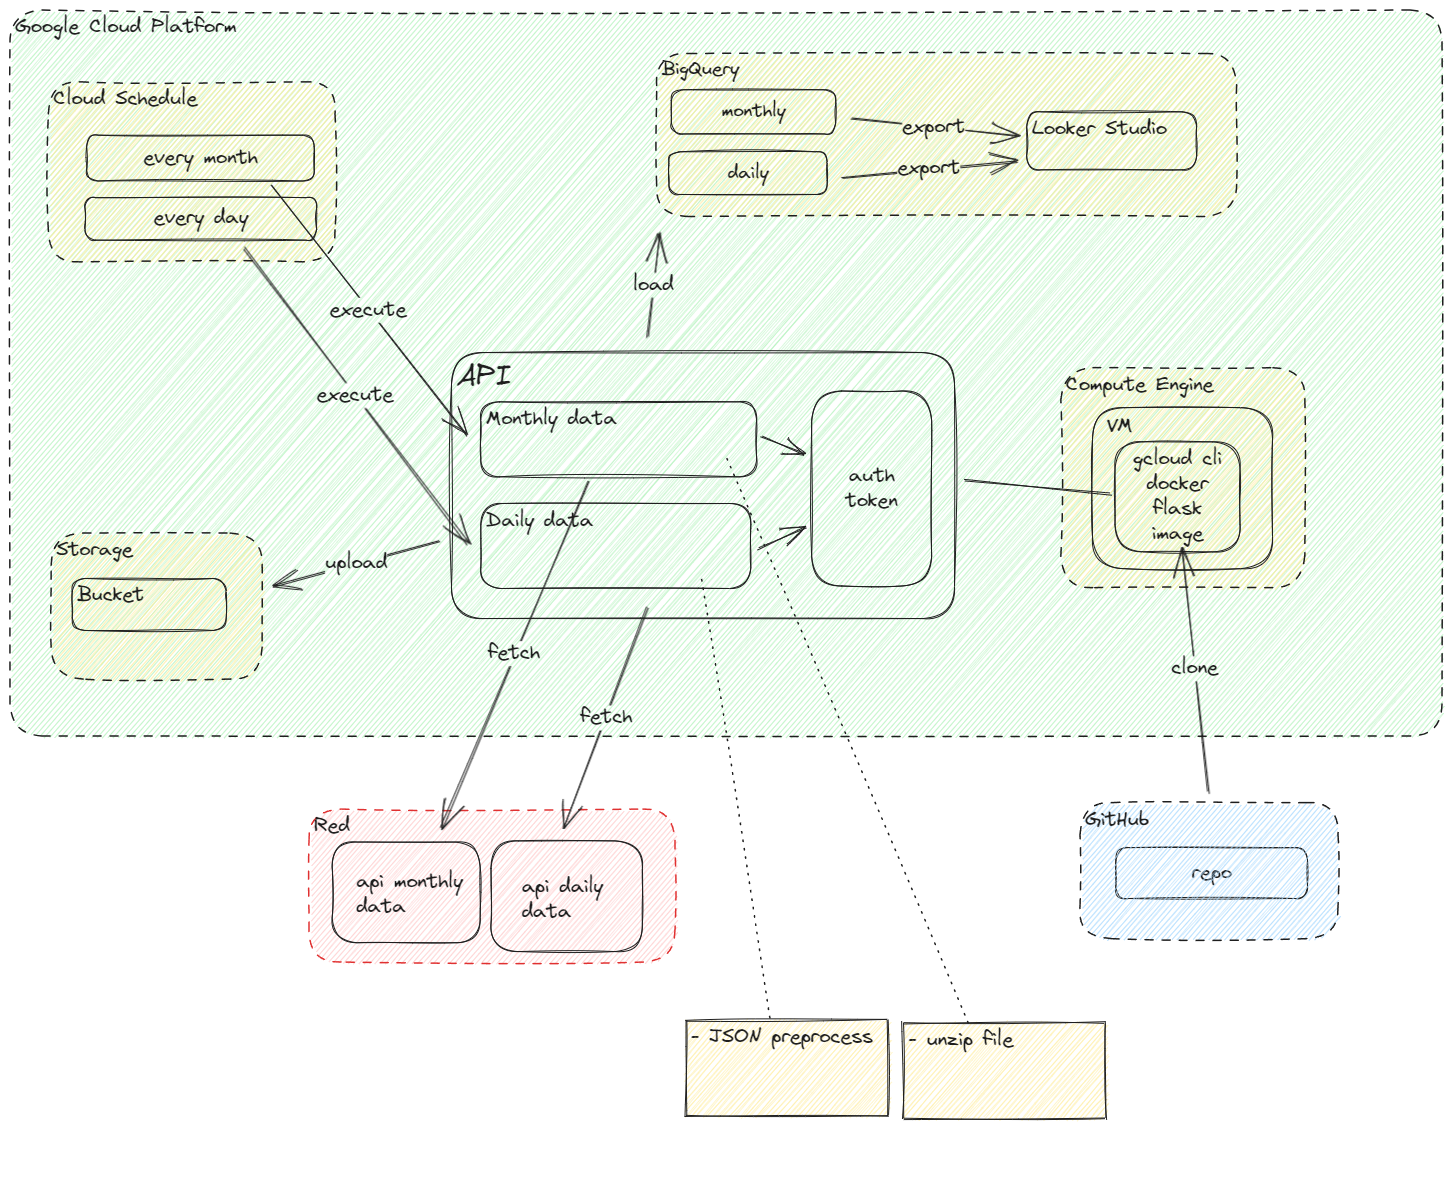 Google Cloud Platform
Cloud Schedule
every month
every day
BigQuery
monthly
daily
export
export
Looker Studio
load
execute
execute
API
Monthly data
Daily data
auth
token
Compute Engine
VM
gcloud cli
docker
flask
image
Storage
Bucket
upload
fetch
fetch
clone
Red
api monthly
data
api daily
data
GitHub
repo
- JSON preprocess
- unzip file